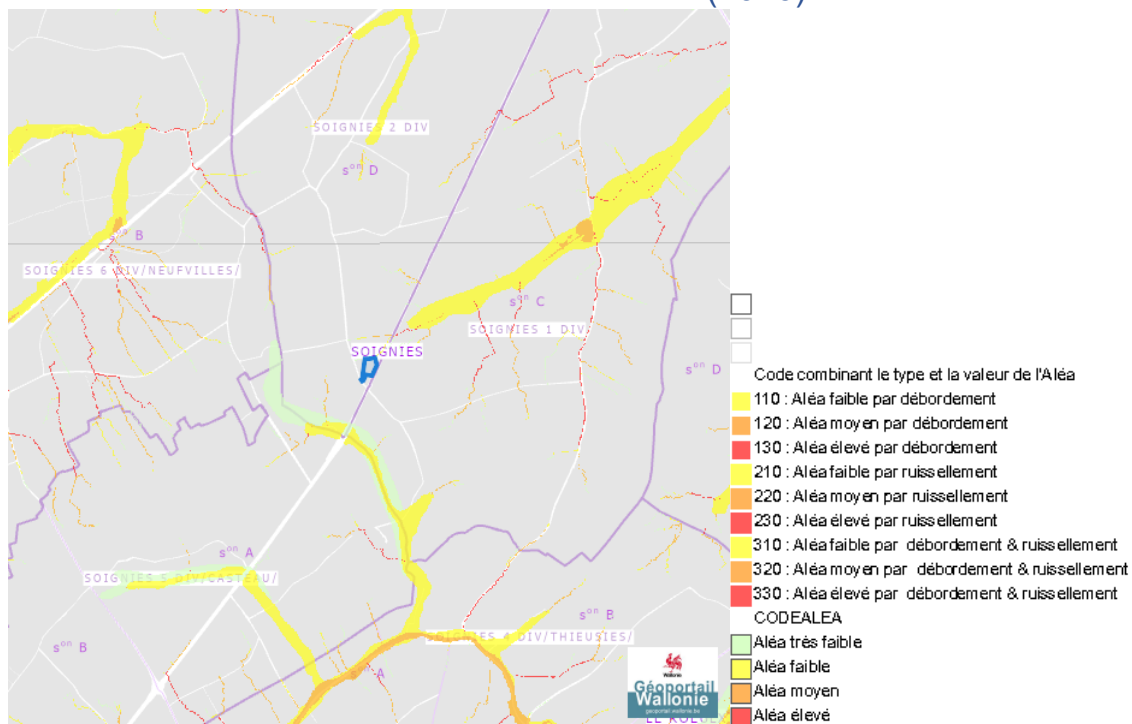 SOIGNIES 2 DIV
sᵒⁿ D
sᵒⁿ B
SOIGNIES 6 DIV/NEUFVILLES/
sᵒⁿ C
SOIGNIES 1 DIV
SOIGNIES
sᵒⁿ D
sᵒⁿ A
SOIGNIES 5 DIV/CASTEAU/
sᵒⁿ B
sᵒⁿ B
SOIGNIES 4 DIV/THIEUSIES/
sᵒⁿ A
Wallonie
Géoportail
Wallonie
geoportail.wallonie.be
Code combinant le type et la valeur de l'Aléa
110 : Aléa faible par débordement
120 : Aléa moyen par débordement
130 : Aléa élevé par débordement
210 : Aléa faible par ruissellement
220 : Aléa moyen par ruissellement
230 : Aléa élevé par ruissellement
310 : Aléa faible par débordement & ruissellement
320 : Aléa moyen par débordement & ruissellement
330 : Aléa élevé par débordement & ruissellement
CODEALEA
Aléa très faible
Aléa faible
Aléa moyen
Aléa élevé